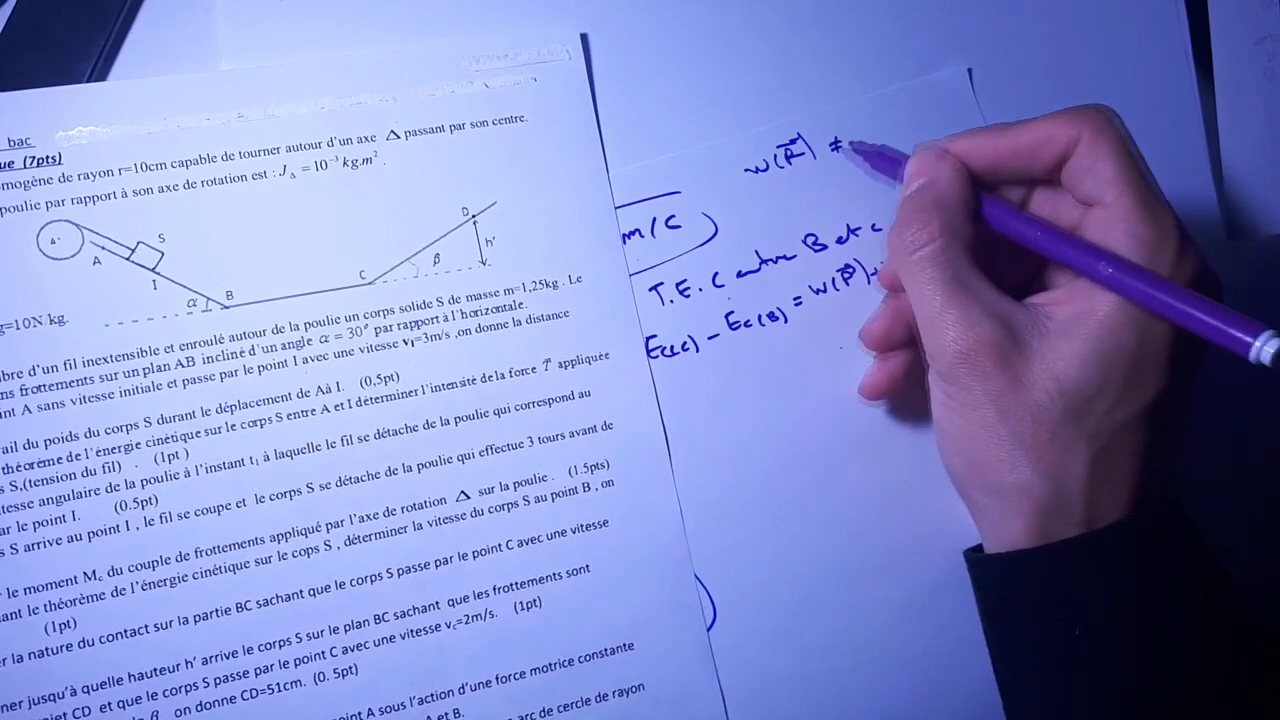 bac
ue (7pts)
mogène de rayon r=10cm capable de tourner autour d'un axe Δ passant par son centre.
poulie par rapport à son axe de rotation est : J_Δ = 10⁻³ kg.m² .
Δ
S
A
I
α
B
C
D
β
h'
g=10N/kg.
bre d'un fil inextensible et enroulé autour de la poulie un corps solide S de masse m=1,25kg . Le
ns frottements sur un plan AB incliné d'un angle α = 30° par rapport à l'horizontale.
int A sans vitesse initiale et passe par le point I avec une vitesse v_I=3m/s ,on donne la distance
ail du poids du corps S durant le déplacement de Aà I. (0,5pt)
théorème de l'énergie cinétique sur le corps S entre A et I déterminer l'intensité de la force T appliquée
s S,(tension du fil) . (1pt )
tesse angulaire de la poulie à l'instant t₁ à laquelle le fil se détache de la poulie qui correspond au
ar le point I. (0.5pt)
s S arrive au point I , le fil se coupe et le corps S se détache de la poulie qui effectue 3 tours avant de
r le moment M_c du couple de frottements appliqué par l'axe de rotation Δ sur la poulie . (1.5pts)
ant le théorème de l'énergie cinétique sur le cops S , déterminer la vitesse du corps S au point B , on
(1pt)
er la nature du contact sur la partie BC sachant que le corps S passe par le point C avec une vitesse
ner jusqu'à quelle hauteur h' arrive le corps S sur le plan BC sachant que les frottements sont
jet CD et que le corps S passe par le point C avec une vitesse v_c=2m/s. (1pt)
β on donne CD=51cm. (0. 5pt)
oint A sous l'action d'une force motrice constante
A et B.
arc de cercle de rayon
W(R⃗) ≠
m/C
T.E.C entre B et c
Ec(c) - Ec(B) = W(P⃗)+